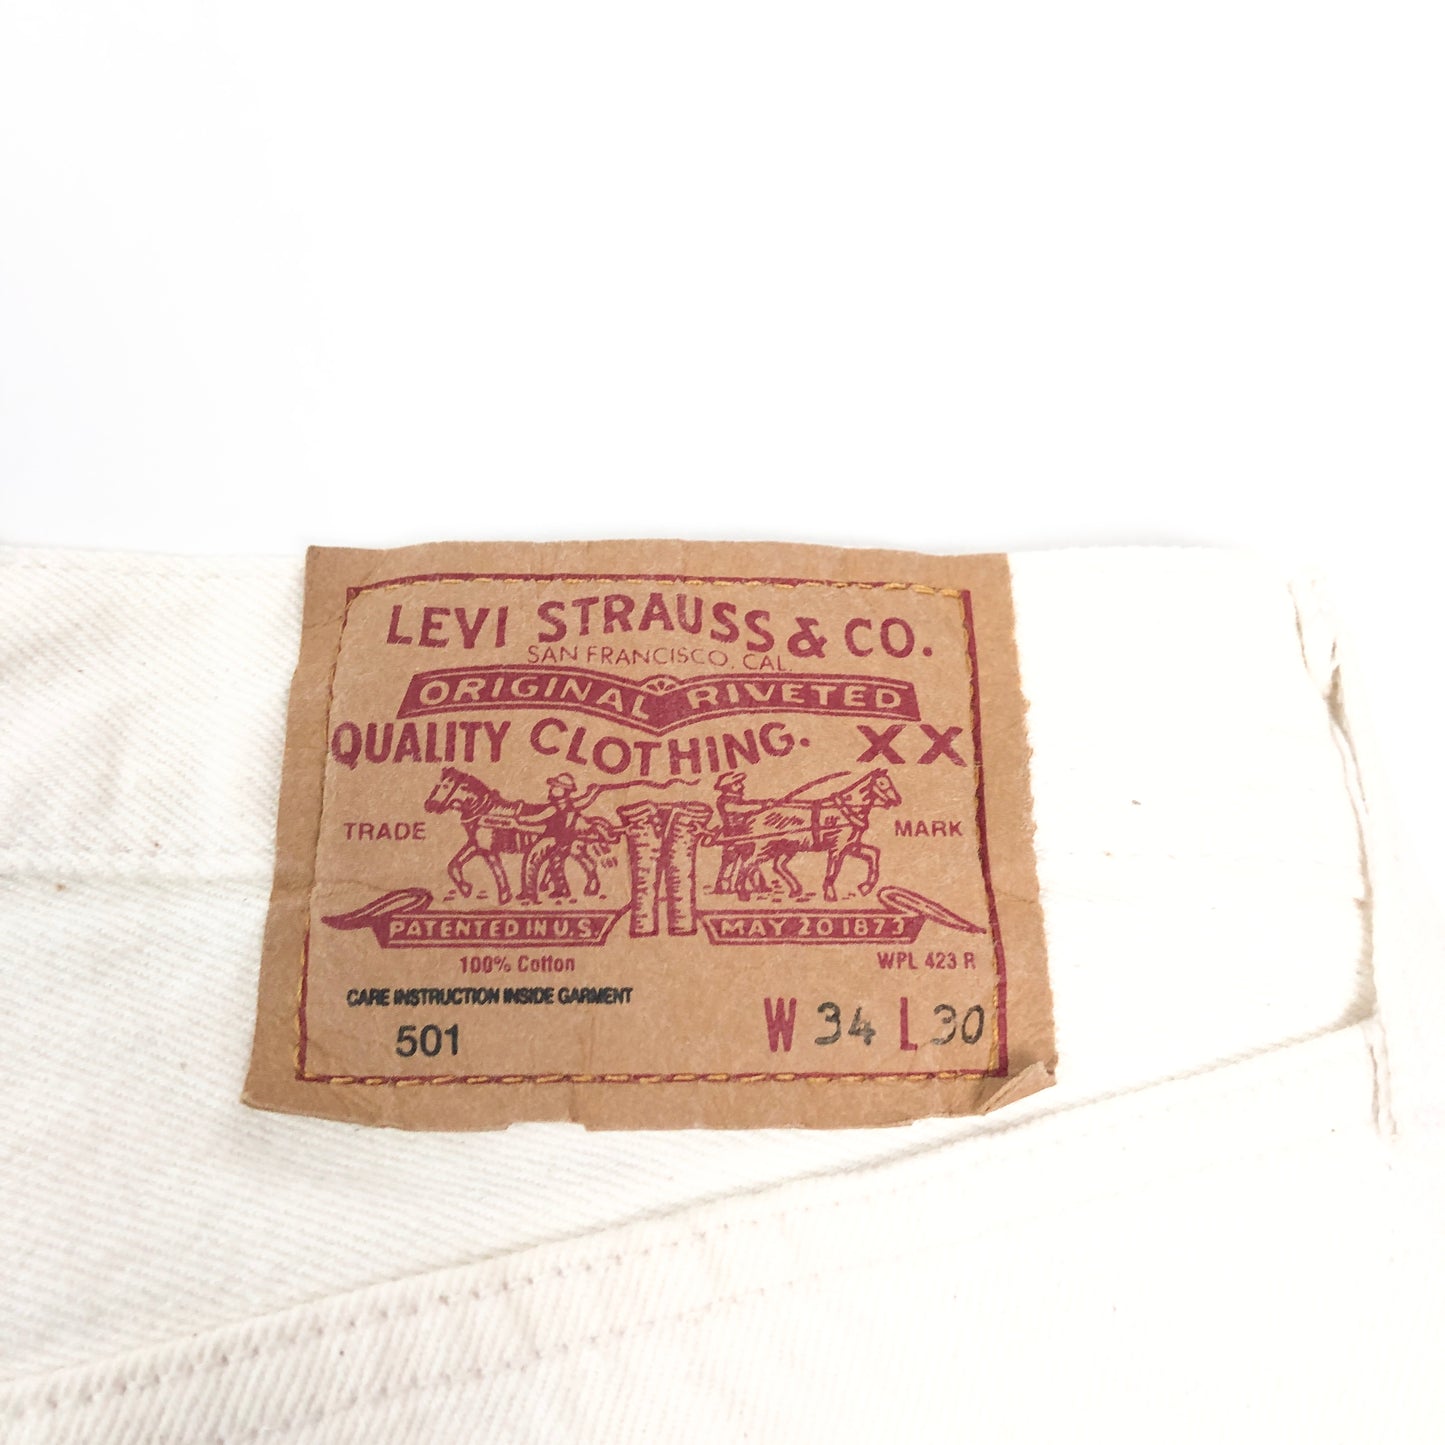 LEVI STRAUSS & CO.
SAN FRANCISCO, CAL.
ORIGINAL RIVETED
QUALITY CLOTHING. XX
TRADE MARK
PATENTED IN U.S. MAY 20 1873
100% Cotton WPL 423 R
CARE INSTRUCTION INSIDE GARMENT
501 W 34 L 30